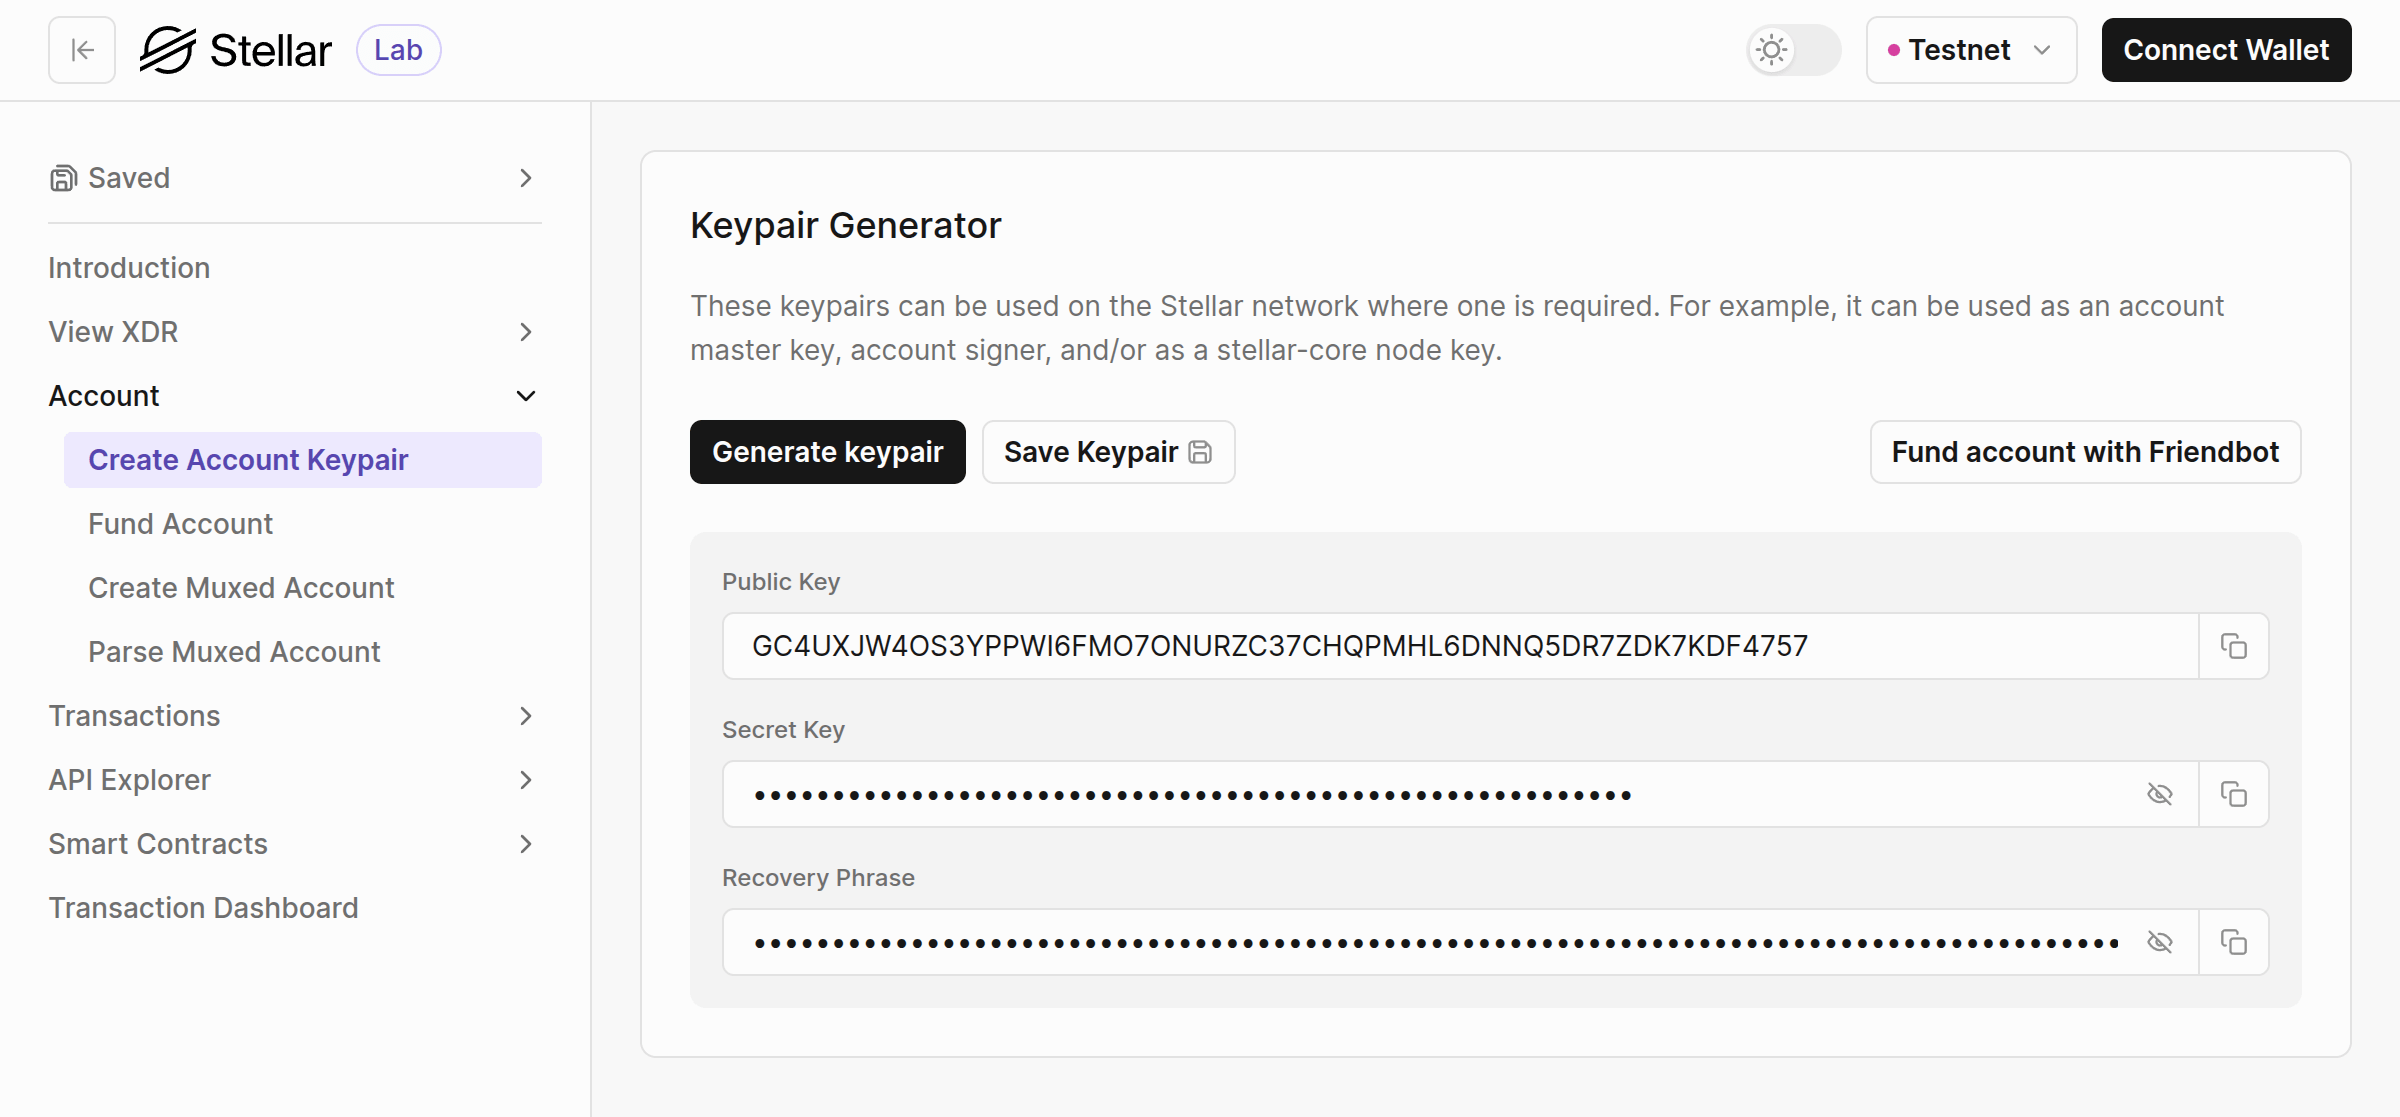 Stellar Lab
Testnet
Connect Wallet
Saved
Introduction
View XDR
Account
Create Account Keypair
Fund Account
Create Muxed Account
Parse Muxed Account
Transactions
API Explorer
Smart Contracts
Transaction Dashboard
Keypair Generator
These keypairs can be used on the Stellar network where one is required. For example, it can be used as an account
master key, account signer, and/or as a stellar-core node key.
Generate keypair
Save Keypair
Fund account with Friendbot
Public Key
GC4UXJW4OS3YPPWI6FMO7ONURZC37CHQPMHL6DNNQ5DR7ZDK7KDF4757
Secret Key
Recovery Phrase